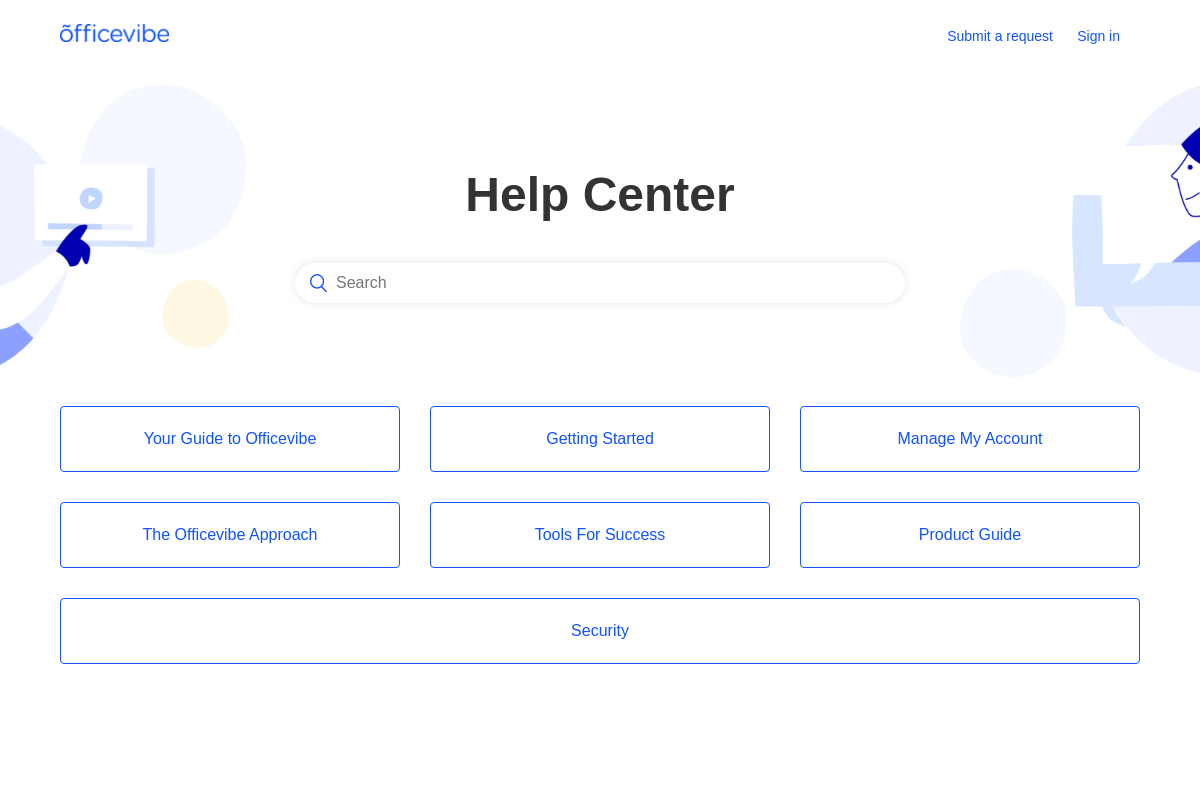 õfficevibe
Submit a request
Sign in
Help Center
Search
Your Guide to Officevibe
Getting Started
Manage My Account
The Officevibe Approach
Tools For Success
Product Guide
Security